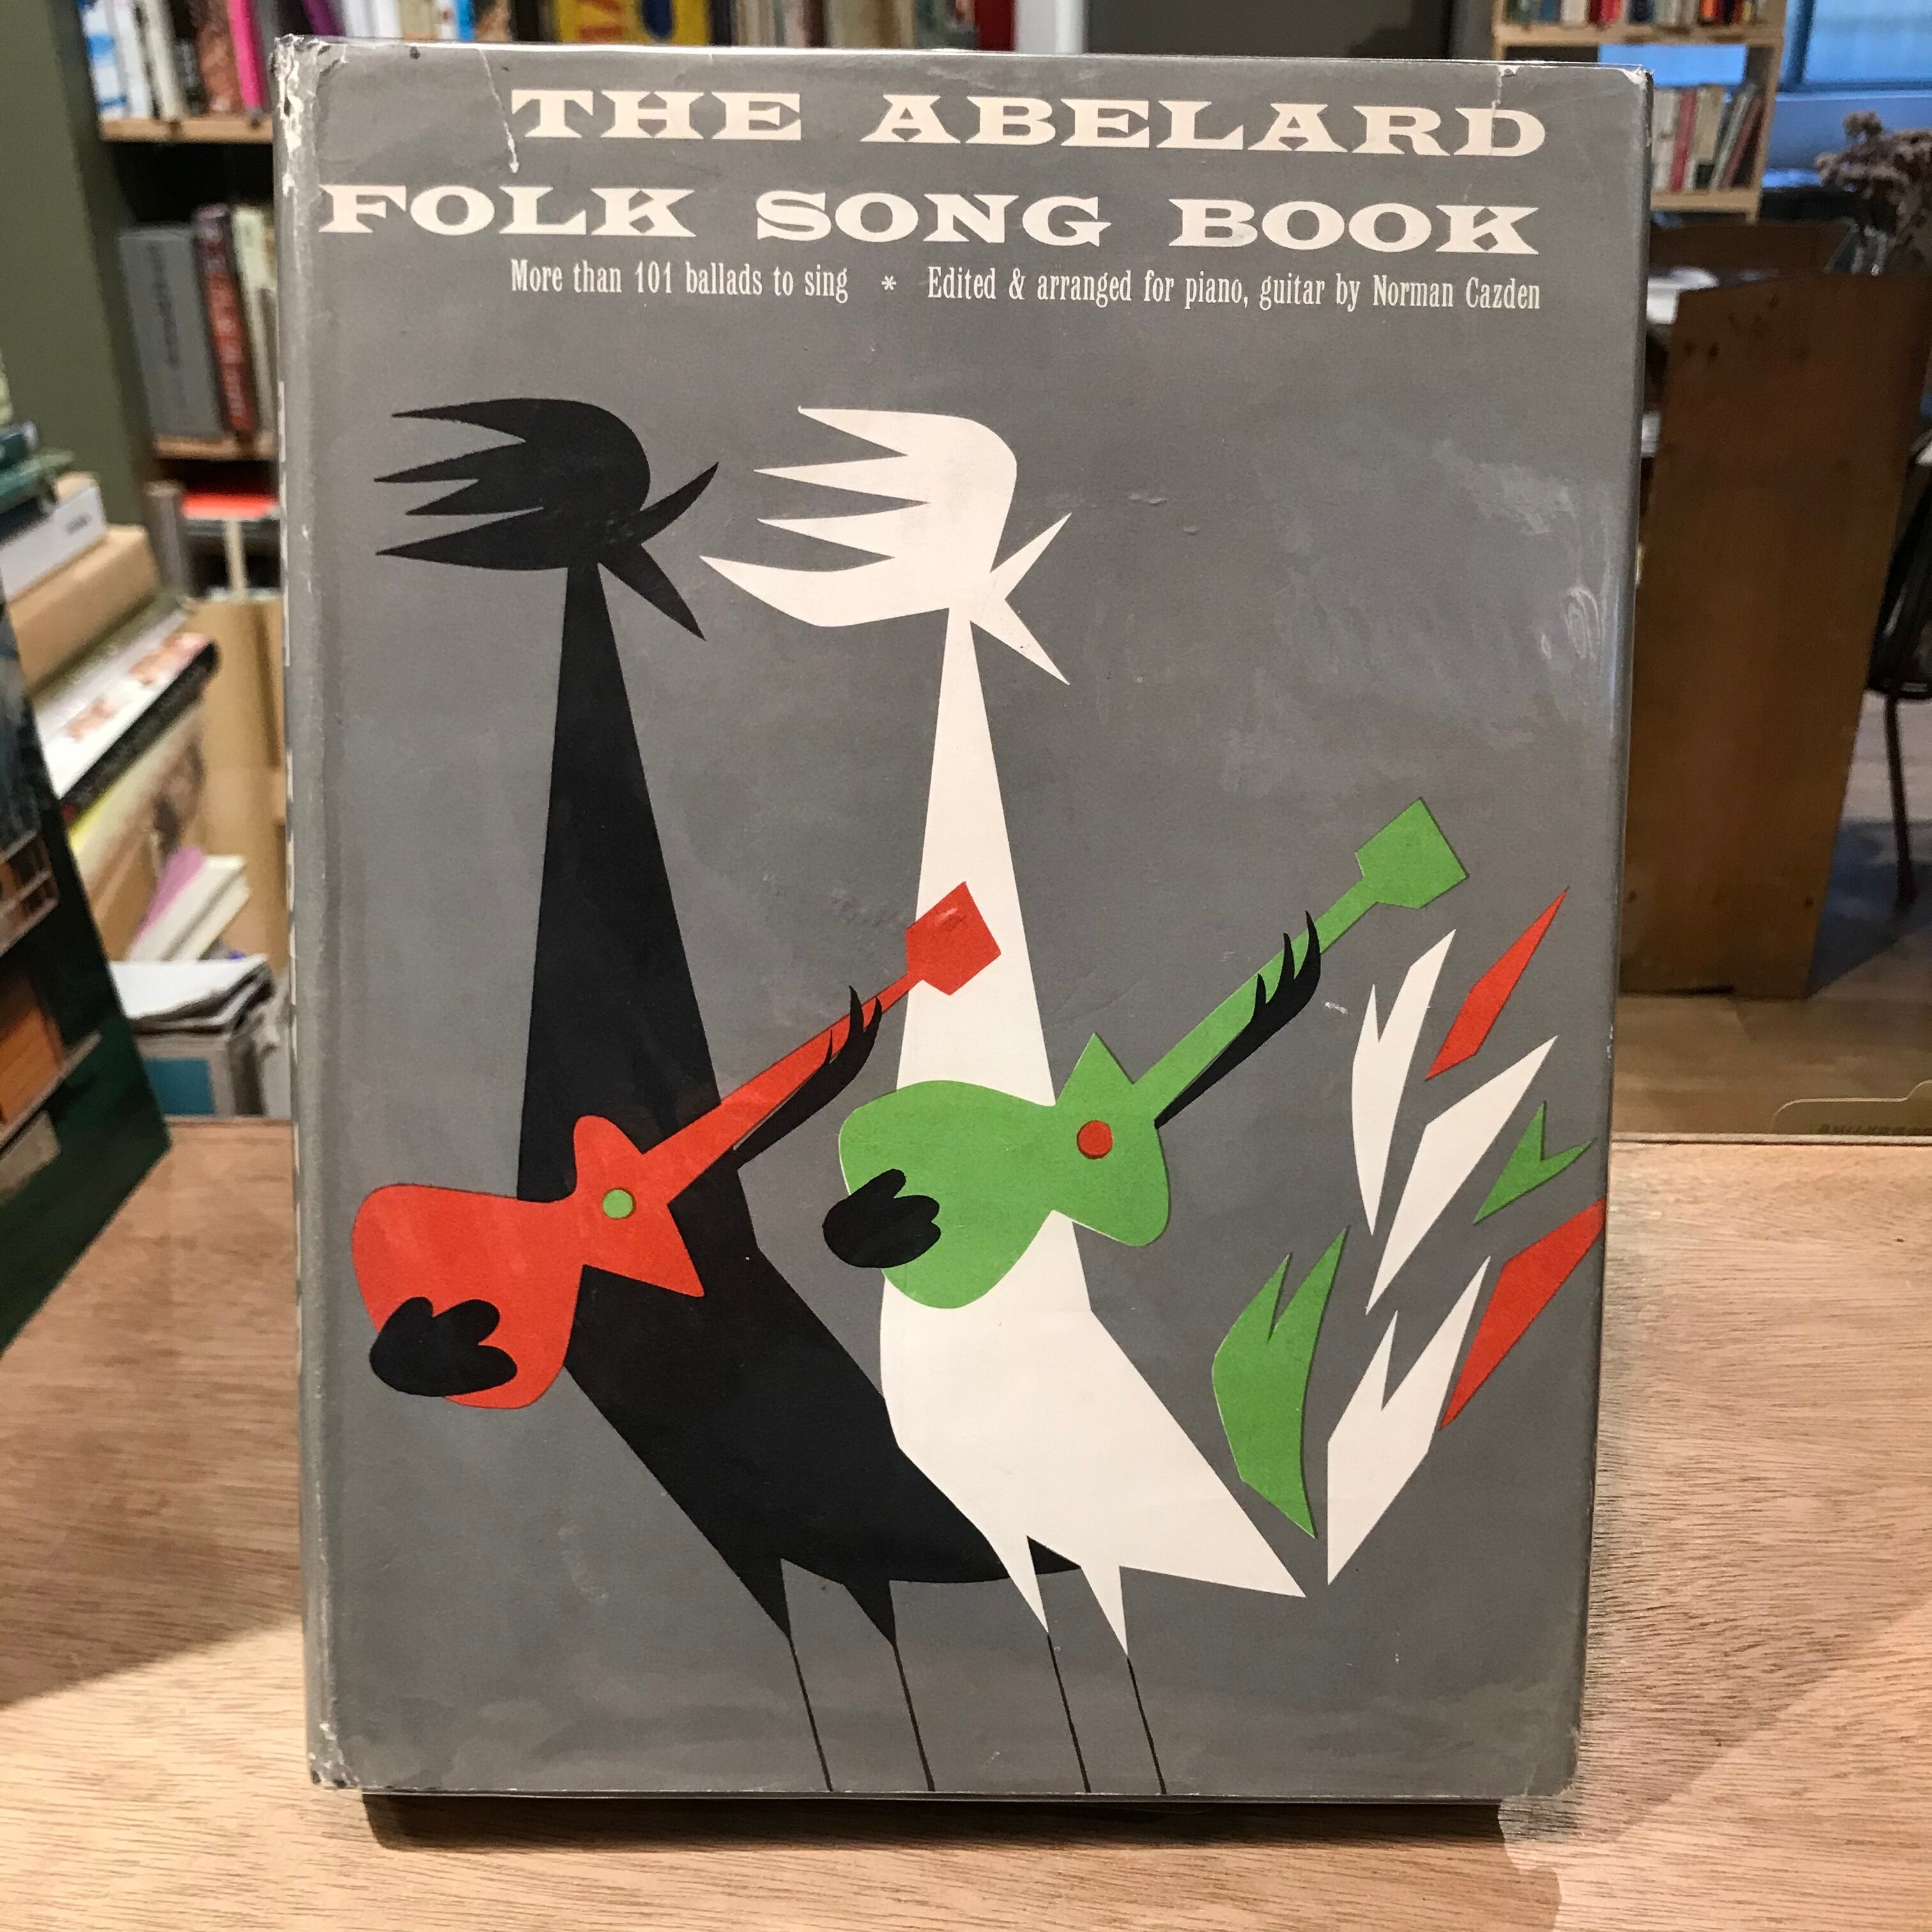 THE ABELARD
FOLK SONG BOOK
More than 101 ballads to sing * Edited & arranged for piano, guitar by Norman Cazden